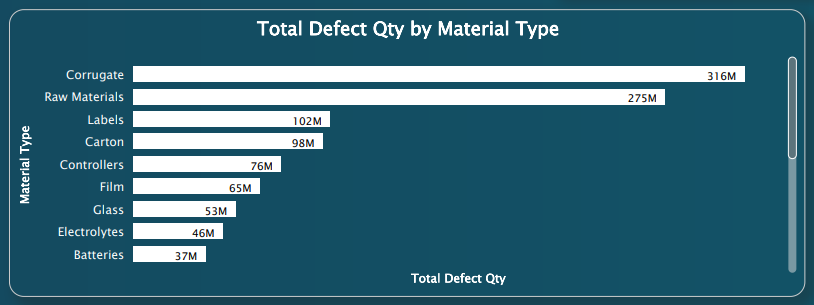 Total Defect Qty by Material Type
Material Type
Corrugate 316M
Raw Materials 275M
Labels 102M
Carton 98M
Controllers 76M
Film 65M
Glass 53M
Electrolytes 46M
Batteries 37M
Total Defect Qty